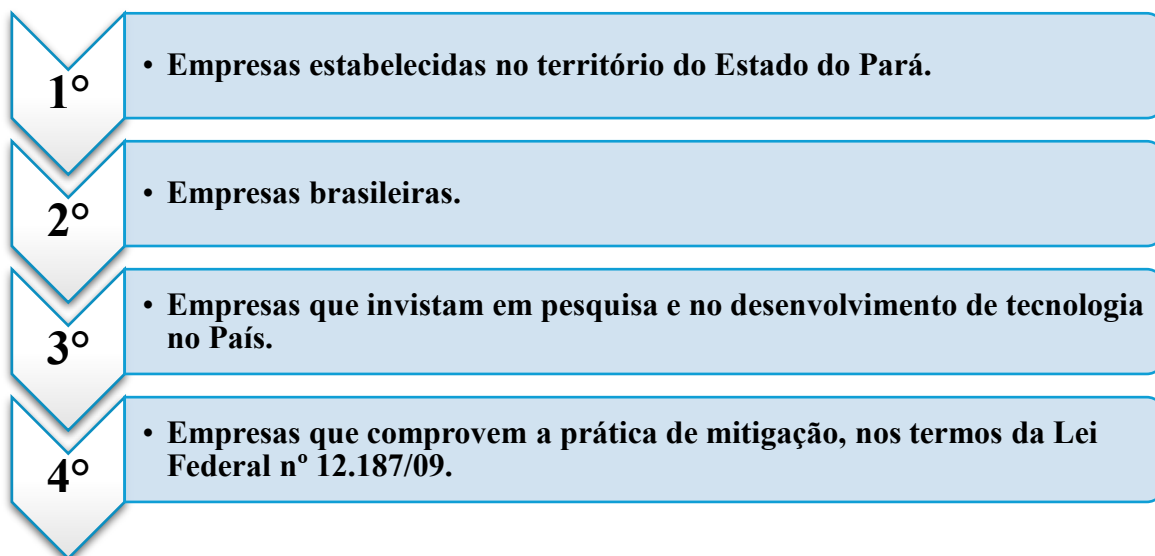 1°
• Empresas estabelecidas no território do Estado do Pará.
2°
• Empresas brasileiras.
3°
• Empresas que invistam em pesquisa e no desenvolvimento de tecnologia
no País.
4°
• Empresas que comprovem a prática de mitigação, nos termos da Lei
Federal nº 12.187/09.